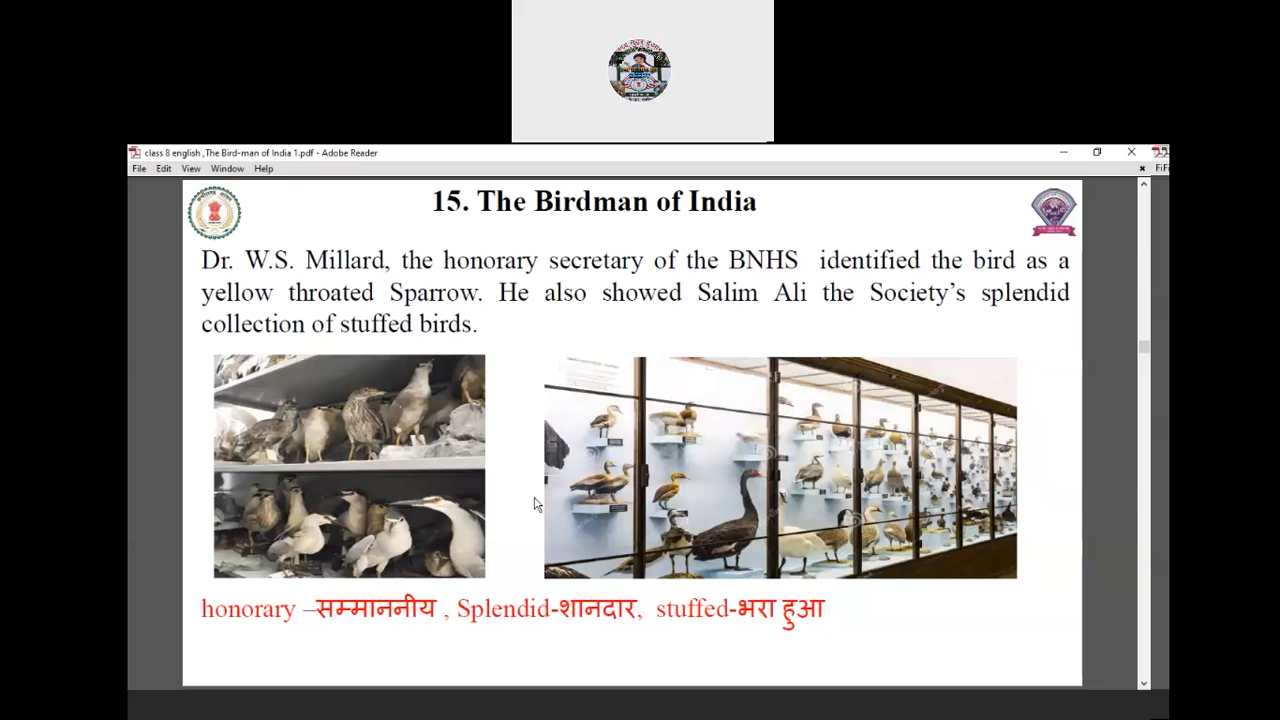 class 8 english ,The Bird-man of India 1.pdf - Adobe Reader
File Edit View Window Help
FiFi
15. The Birdman of India
Dr. W.S. Millard, the honorary secretary of the BNHS identified the bird as a
yellow throated Sparrow. He also showed Salim Ali the Society’s splendid
collection of stuffed birds.
honorary –सम्माननीय , Splendid-शानदार, stuffed-भरा हुआ